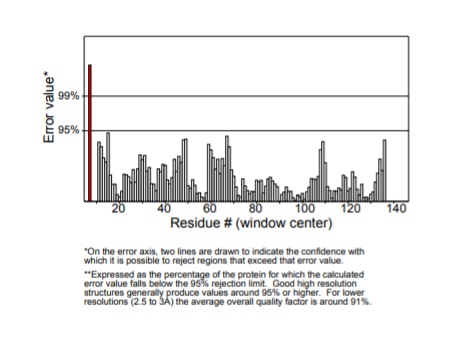 Error value*
99%
95%
20 40 60 80 100 120 140
Residue # (window center)
*On the error axis, two lines are drawn to indicate the confidence with
which it is possible to reject regions that exceed that error value.
**Expressed as the percentage of the protein for which the calculated
error value falls below the 95% rejection limit. Good high resolution
structures generally produce values around 95% or higher. For lower
resolutions (2.5 to 3A) the average overall quality factor is around 91%.